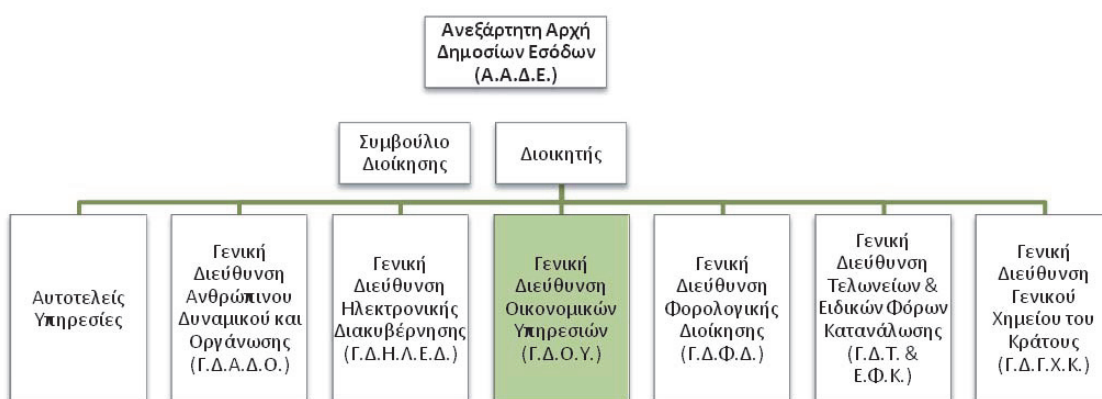 Ανεξάρτητη Αρχή
Δημοσίων Εσόδων
(Α.Α.Δ.Ε.)
Συμβούλιο
Διοίκησης
Διοικητής
Αυτοτελείς
Υπηρεσίες
Γενική
Διεύθυνση
Ανθρώπινου
Δυναμικού και
Οργάνωσης
(Γ.Δ.Α.Δ.Ο.)
Γενική
Διεύθυνση
Ηλεκτρονικής
Διακυβέρνησης
(Γ.Δ.Η.Λ.Ε.Δ.)
Γενική
Διεύθυνση
Οικονομικών
Υπηρεσιών
(Γ.Δ.Ο.Υ.)
Γενική
Διεύθυνση
Φορολογικής
Διοίκησης
(Γ.Δ.Φ.Δ.)
Γενική
Διεύθυνση
Τελωνείων &
Ειδικών Φόρων
Κατανάλωσης
(Γ.Δ.Τ. &
Ε.Φ.Κ.)
Γενική
Διεύθυνση
Γενικού
Χημείου του
Κράτους
(Γ.Δ.Γ.Χ.Κ.)